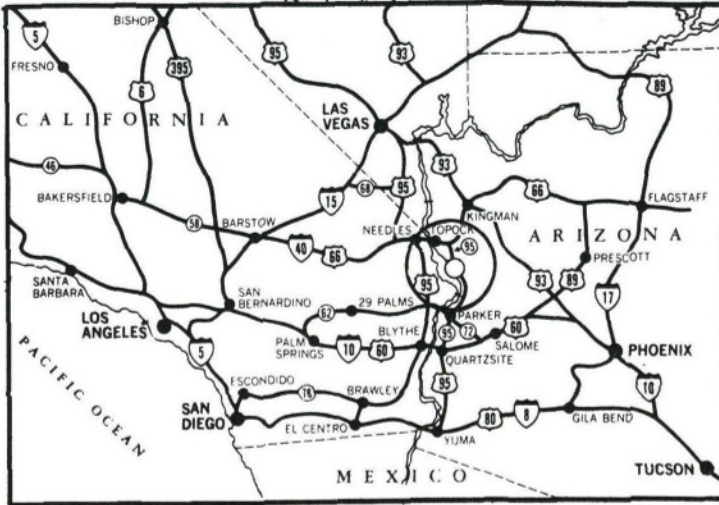 5
BISHOP
95
93
FRESNO
395
6
89
LAS
VEGAS
CALIFORNIA
46
93
15
68
95
66
BAKERSFIELD
KINGMAN
FLAGSTAFF
58
BARSTOW
NEEDLES
TOPOCK
95
ARIZONA
40
66
PRESCOTT
95
93
89
SANTA
BARBARA
SAN
BERNARDINO
17
62
29 PALMS
PARKER
LOS
ANGELES
95
72
60
BLYTHE
SALOME
PALM
SPRINGS
10
60
QUARTZSITE
PHOENIX
5
PACIFIC OCEAN
95
10
ESCONDIDO
78
BRAWLEY
SAN
DIEGO
80
8
GILA BEND
EL CENTRO
YUMA
MEXICO
TUCSON